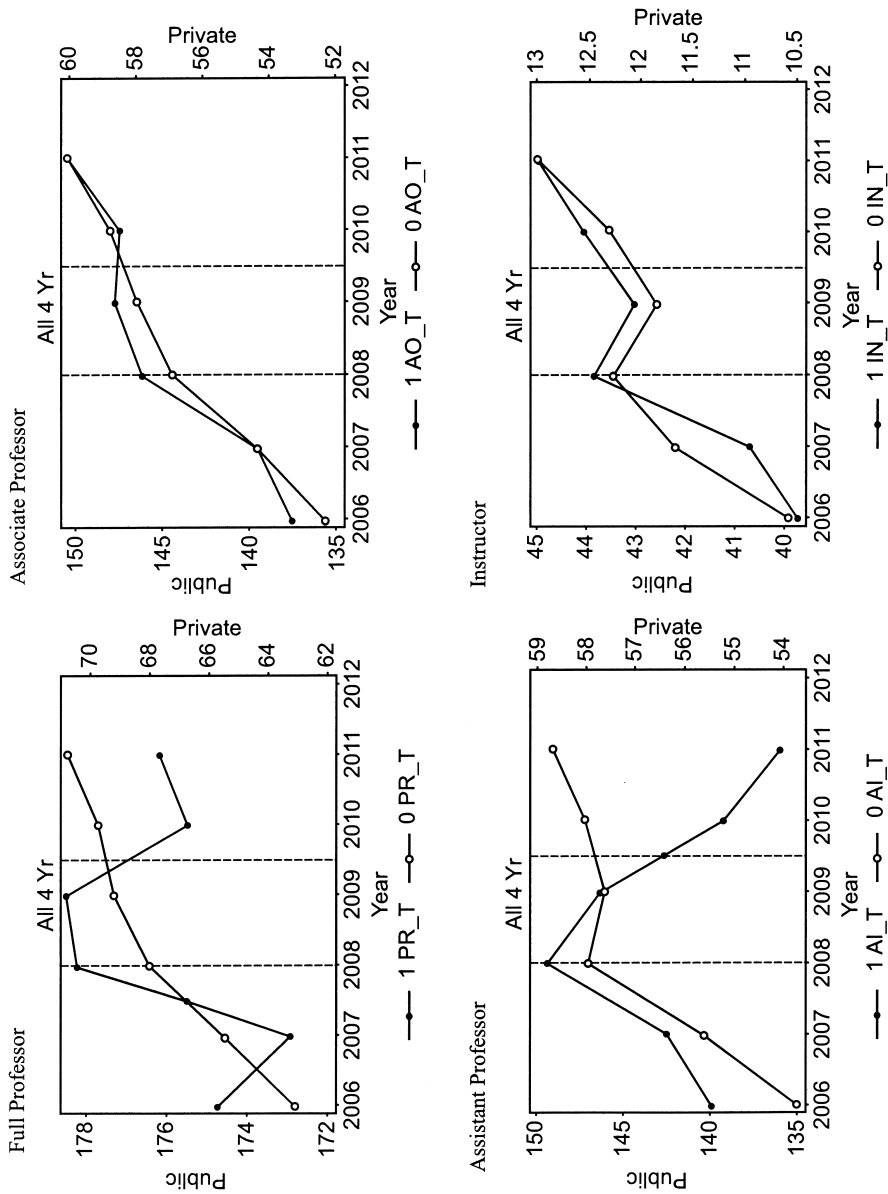 Full Professor
All 4 Yr
Public
178
176
174
172
Private
70
68
66
64
62
2006 2007 2008 2009 2010 2011 2012
Year
1 PR_T 0 PR_T
Associate Professor
All 4 Yr
Public
150
145
140
135
Private
60
58
56
54
52
2006 2007 2008 2009 2010 2011 2012
Year
1 AO_T 0 AO_T
Assistant Professor
All 4 Yr
Public
150
145
140
135
Private
59
58
57
56
55
54
2006 2007 2008 2009 2010 2011 2012
Year
1 AI_T 0 AI_T
Instructor
All 4 Yr
Public
45
44
43
42
41
40
Private
13
12.5
12
11.5
11
10.5
2006 2007 2008 2009 2010 2011 2012
Year
1 IN_T 0 IN_T